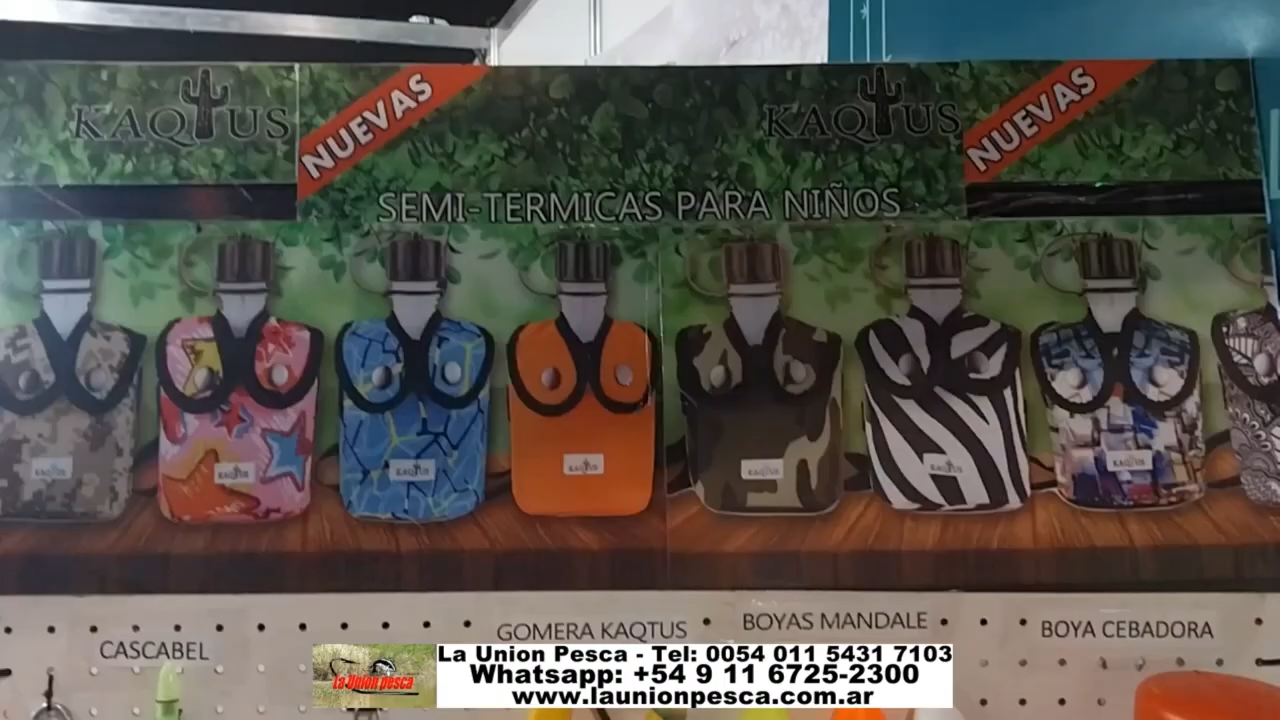 KAQTUS
NUEVAS
KAQTUS
NUEVAS
SEMI-TERMICAS PARA NIÑOS
KAQTUS
KAQTUS
KAQTUS
KAQTUS
KAQTUS
KAQTUS
KAQTUS
CASCABEL
GOMERA KAQTUS
BOYAS MANDALE
BOYA CEBADORA
La Union pesca
La Union Pesca - Tel: 0054 011 5431 7103
Whatsapp: +54 9 11 6725-2300
www.launionpesca.com.ar